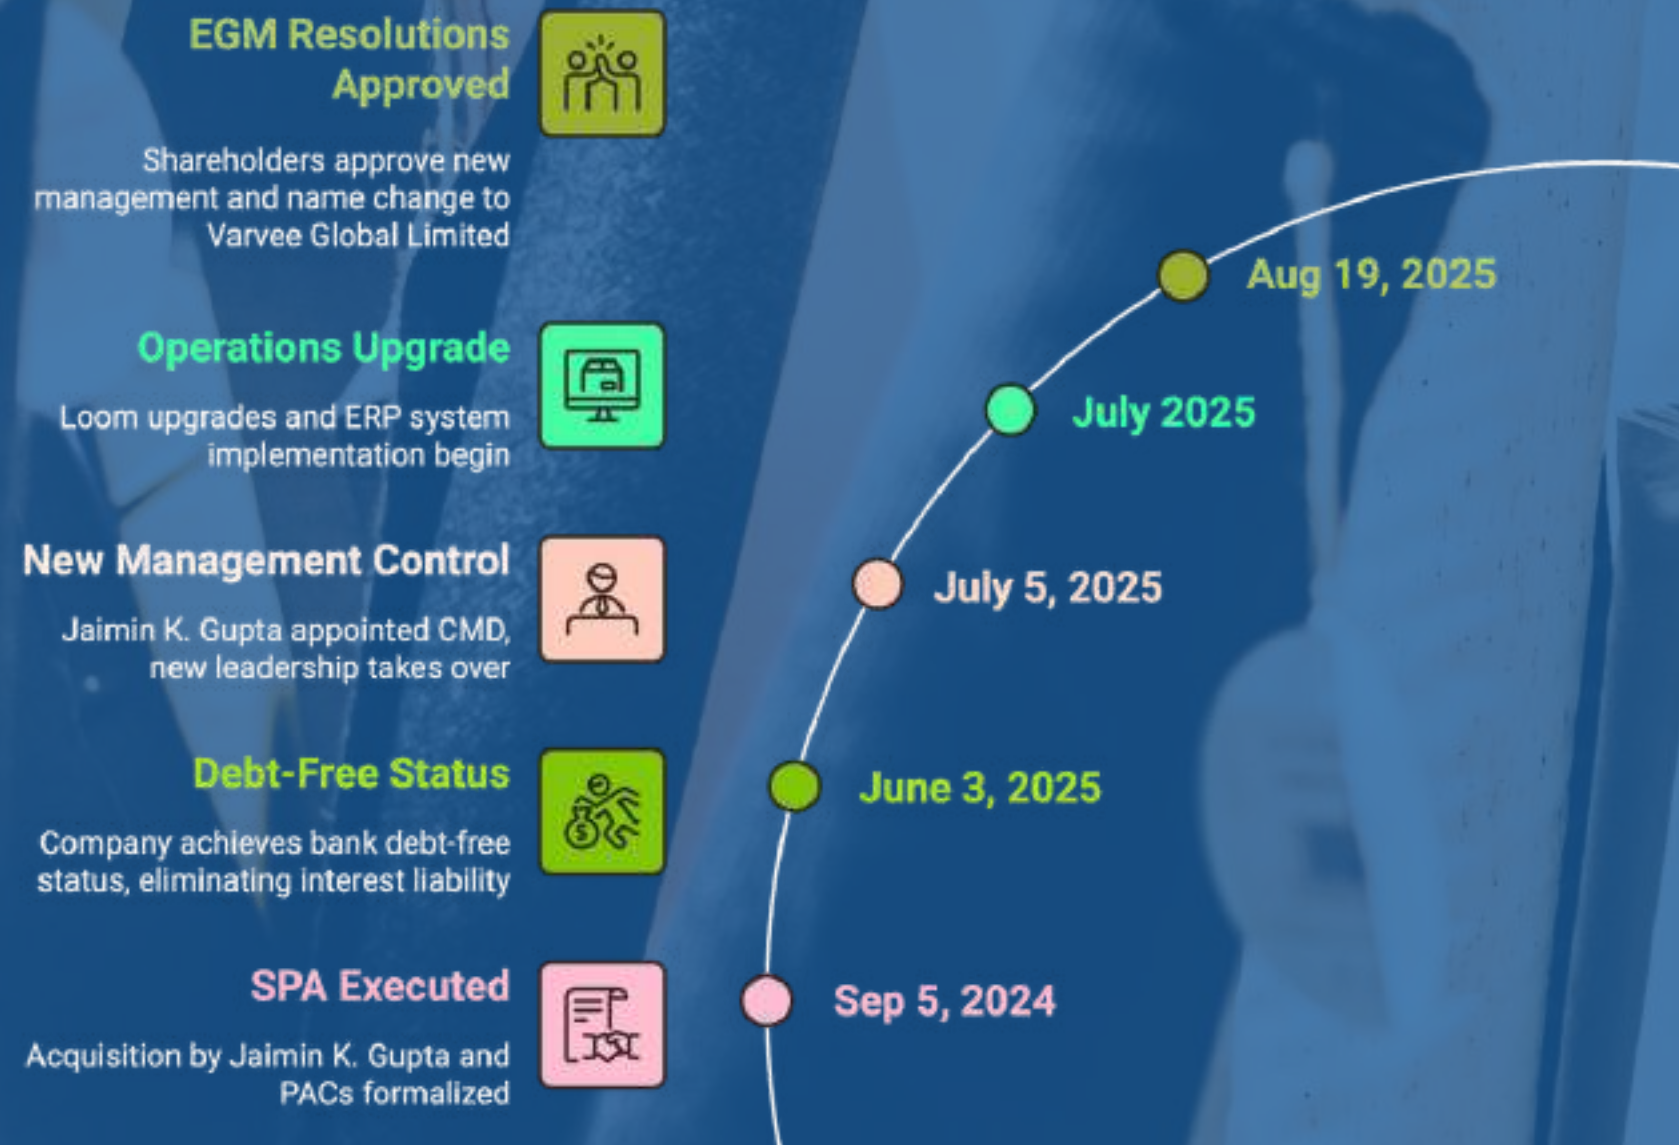 EGM Resolutions
Approved
Shareholders approve new
management and name change to
Varvee Global Limited
Aug 19, 2025
Operations Upgrade
Loom upgrades and ERP system
implementation begin
July 2025
New Management Control
Jaimin K. Gupta appointed CMD,
new leadership takes over
July 5, 2025
Debt-Free Status
Company achieves bank debt-free
status, eliminating interest liability
June 3, 2025
SPA Executed
Acquisition by Jaimin K. Gupta and
PACs formalized
Sep 5, 2024